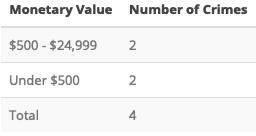 Monetary Value Number of Crimes
$500 - $24,999 2
Under $500 2
Total 4